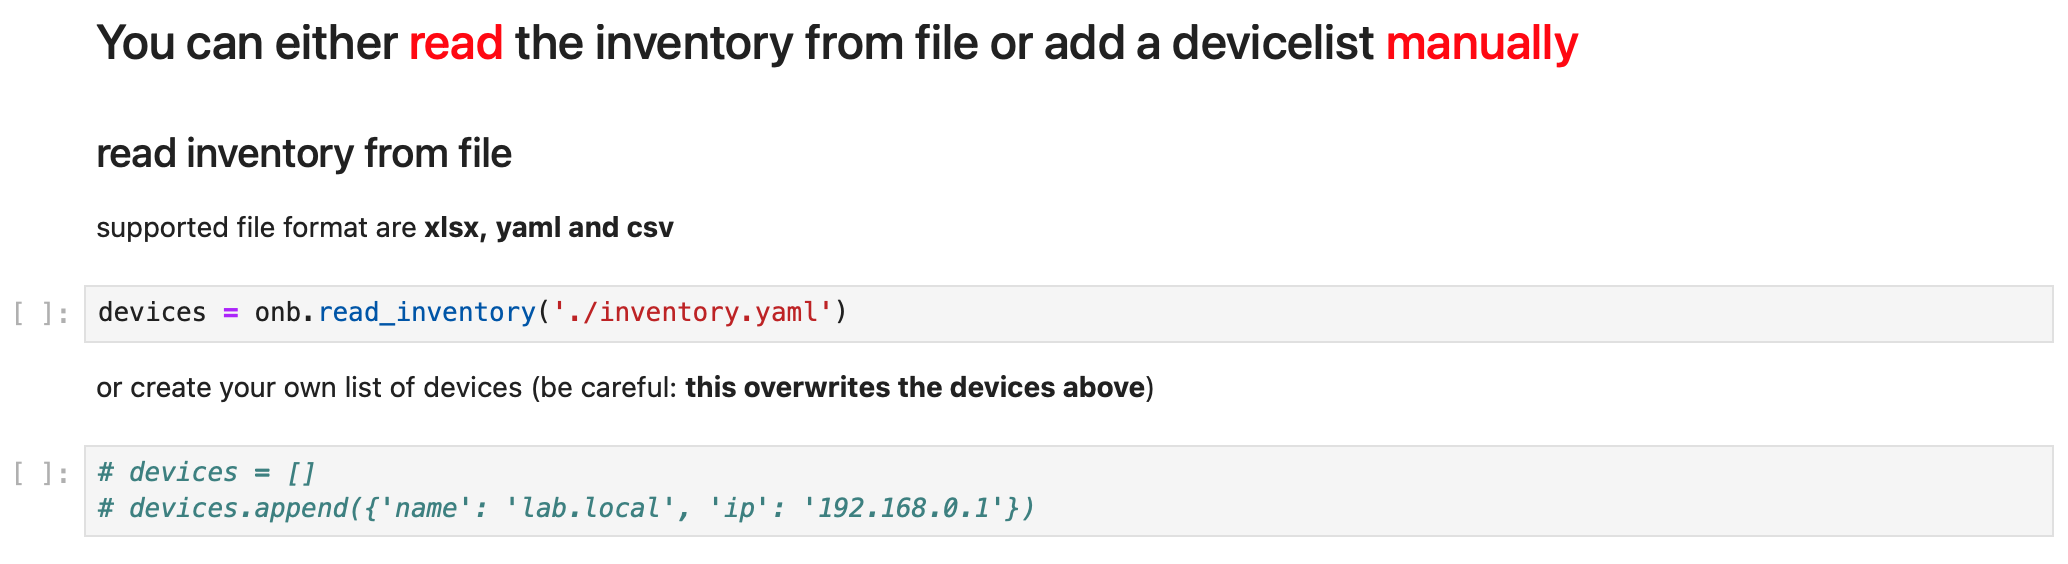 You can either read the inventory from file or add a devicelist manually
read inventory from file
supported file format are xlsx, yaml and csv
[ ]: devices = onb.read_inventory('./inventory.yaml')
or create your own list of devices (be careful: this overwrites the devices above)
[ ]: # devices = []
# devices.append({'name': 'lab.local', 'ip': '192.168.0.1'})